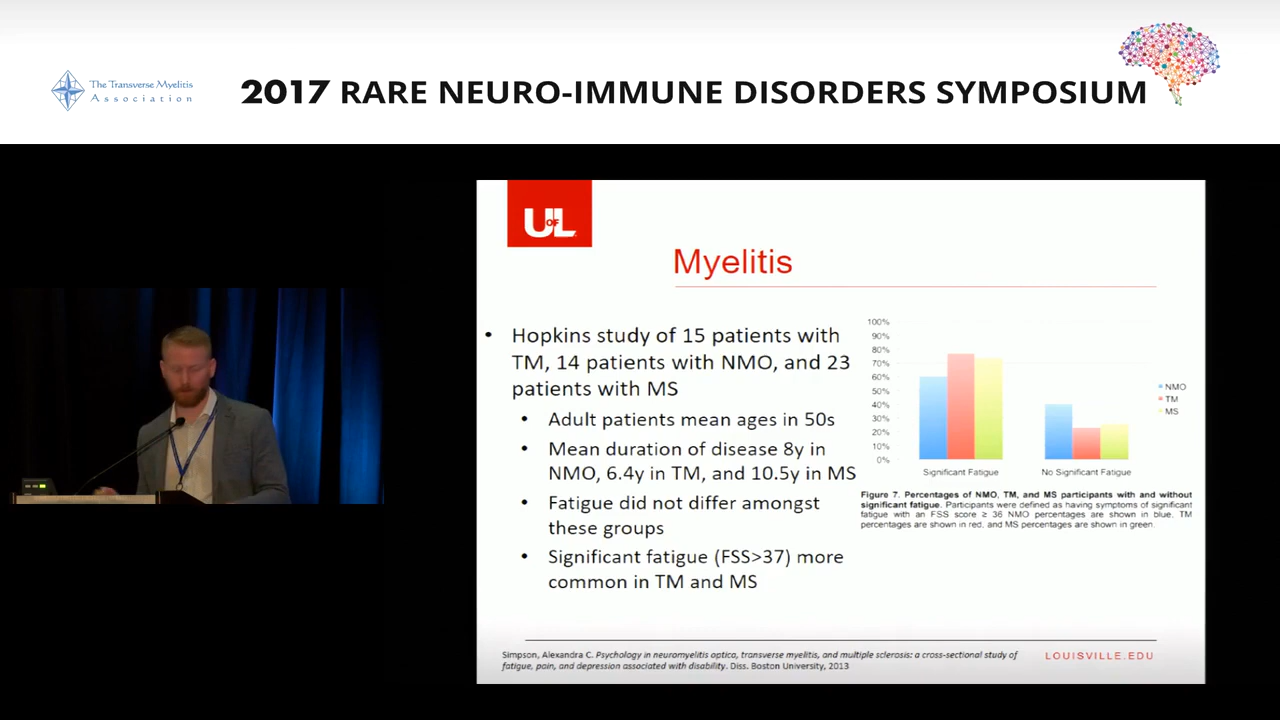 The Transverse Myelitis
Association
2017 RARE NEURO-IMMUNE DISORDERS SYMPOSIUM
UofL
Myelitis
• Hopkins study of 15 patients with
TM, 14 patients with NMO, and 23
patients with MS
• Adult patients mean ages in 50s
• Mean duration of disease 8y in
NMO, 6.4y in TM, and 10.5y in MS
• Fatigue did not differ amongst
these groups
• Significant fatigue (FSS>37) more
common in TM and MS
100%
90%
80%
70%
60%
50%
40%
30%
20%
10%
0%
Significant Fatigue No Significant Fatigue
NMO
TM
MS
Figure 7. Percentages of NMO, TM, and MS participants with and without
significant fatigue. Participants were defined as having symptoms of significant
fatigue with an FSS score ≥ 36 NMO percentages are shown in blue, TM
percentages are shown in red, and MS percentages are shown in green.
Simpson, Alexandra C. Psychology in neuromyelitis optica, transverse myelitis, and multiple sclerosis: a cross-sectional study of
fatigue, pain, and depression associated with disability. Diss. Boston University, 2013
LOUISVILLE.EDU